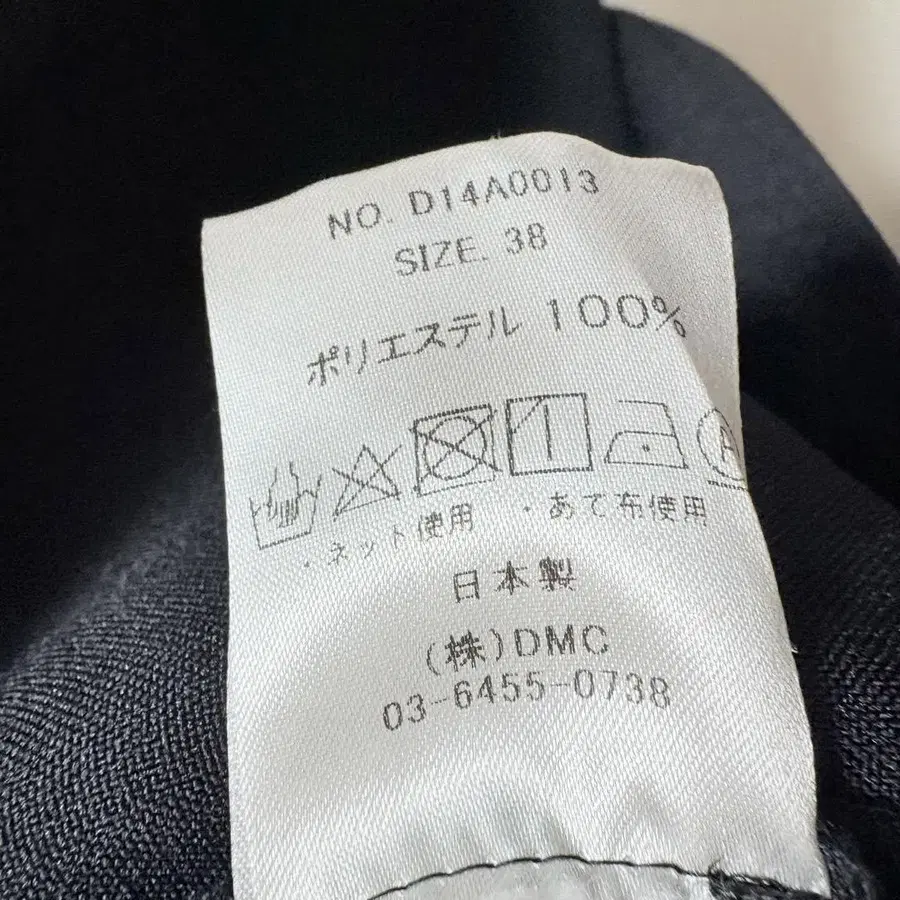 NO. D14A0013
SIZE. 38
ポリエステル 100%
A
・ネット使用 ・あて布使用
日本製
(株)DMC
03-6455-0738